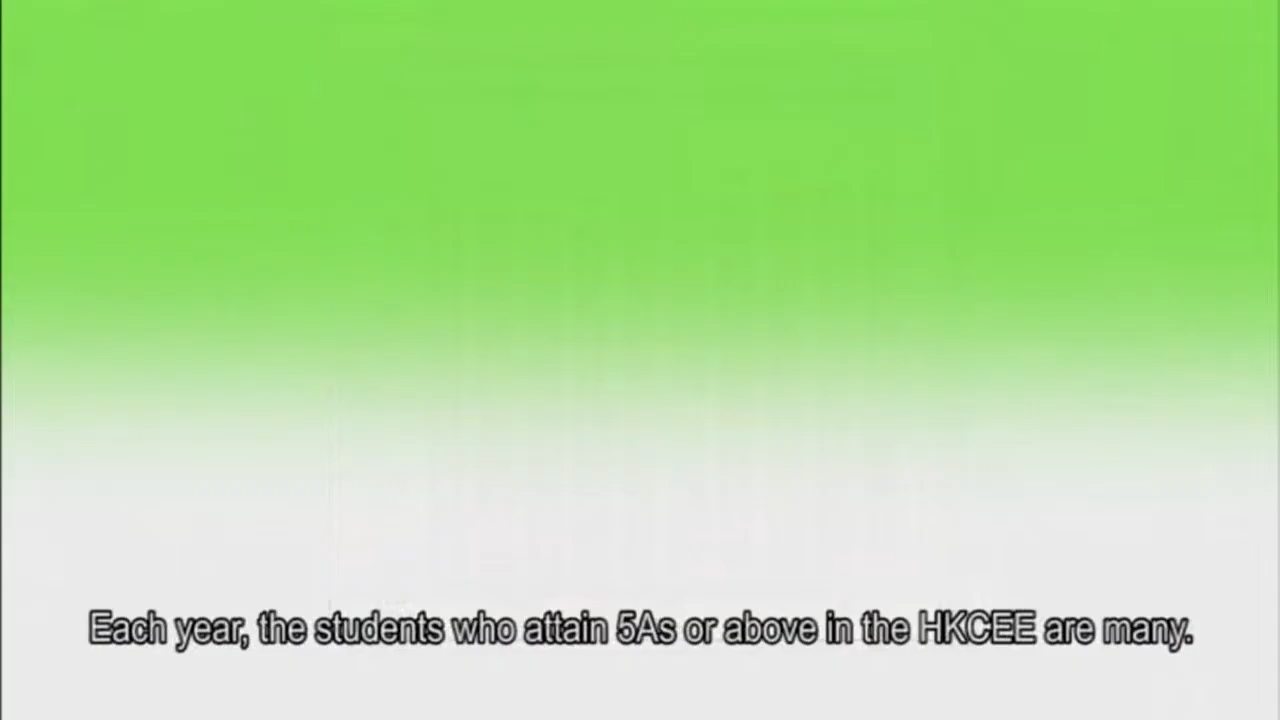 Each year, the students who attain 5As or above in the HKCEE are many.